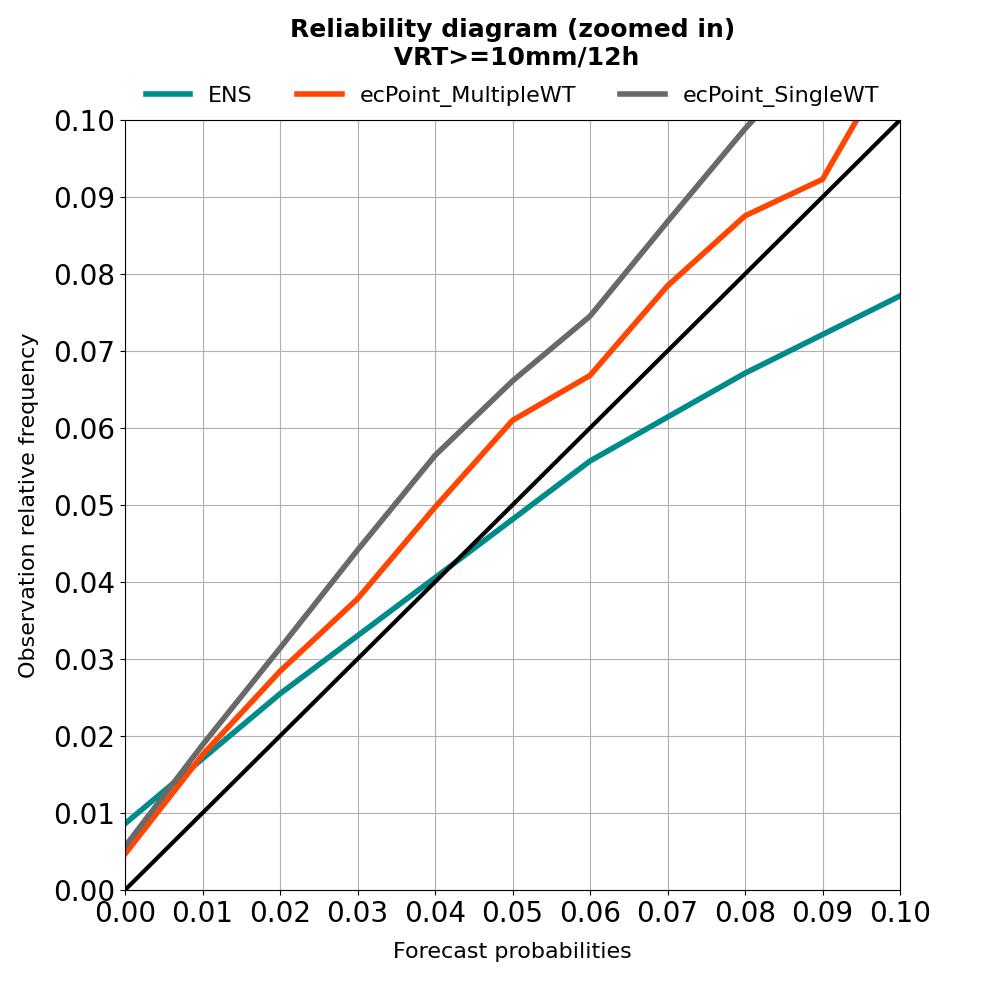 Reliability diagram (zoomed in)
VRT>=10mm/12h
ENS ecPoint_MultipleWT ecPoint_SingleWT
0.10
0.09
0.08
0.07
0.06
0.05
0.04
0.03
0.02
0.01
0.00
Observation relative frequency
0.00 0.01 0.02 0.03 0.04 0.05 0.06 0.07 0.08 0.09 0.10
Forecast probabilities